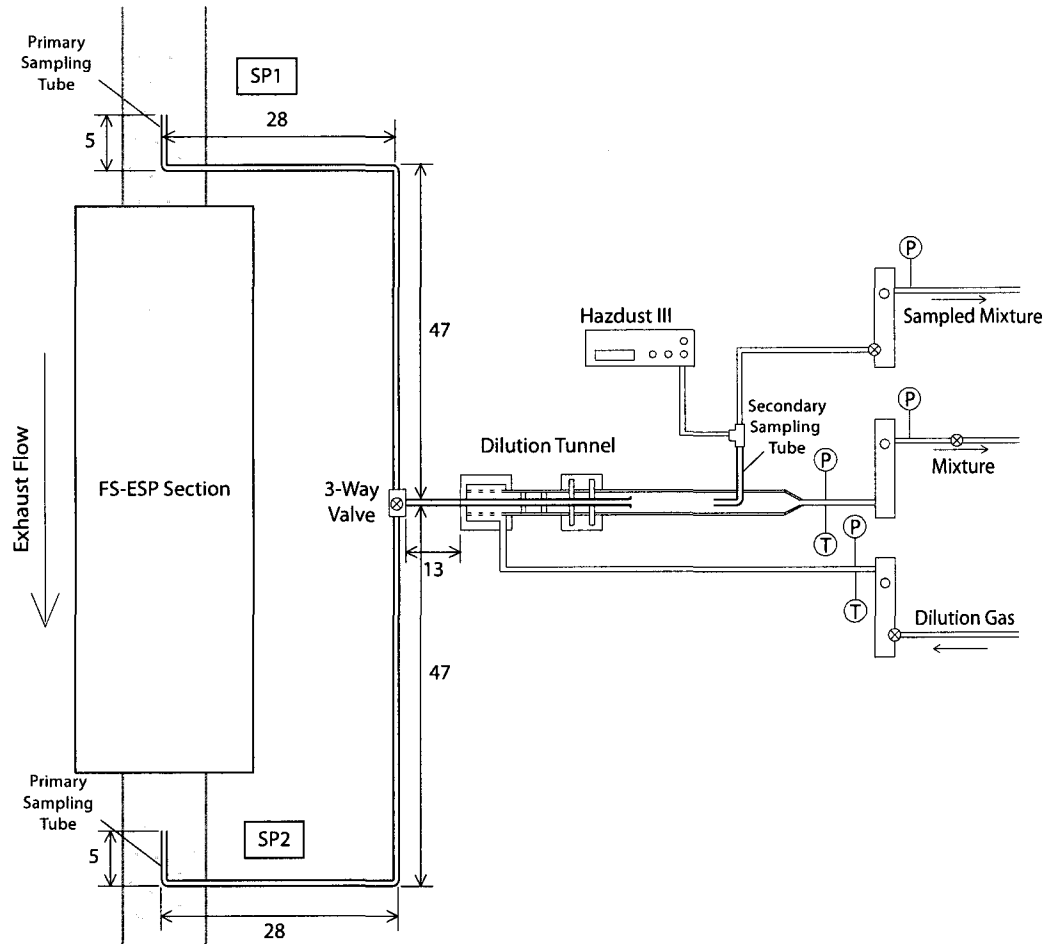 Primary
Sampling
Tube
SP1
28
5
47
Hazdust III
P
Sampled Mixture
Exhaust Flow
FS-ESP Section
3-Way
Valve
Dilution Tunnel
Secondary
Sampling
Tube
P
P
Mixture
T
13
P
T
Dilution Gas
47
Primary
Sampling
Tube
5
SP2
28